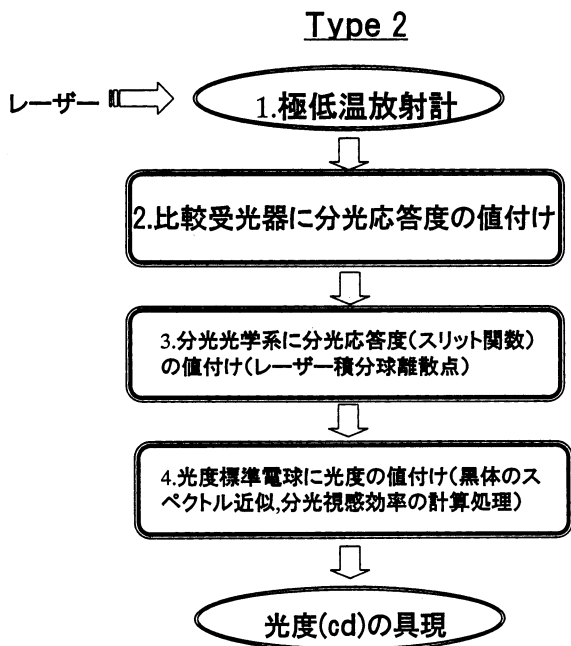 Type 2
レーザー
1.極低温放射計
2.比較受光器に分光応答度の値付け
3.分光光学系に分光応答度(スリット関数)
の値付け(レーザー積分球離散点)
4.光度標準電球に光度の値付け(黒体のス
ペクトル近似,分光視感効率の計算処理)
光度(cd)の具現